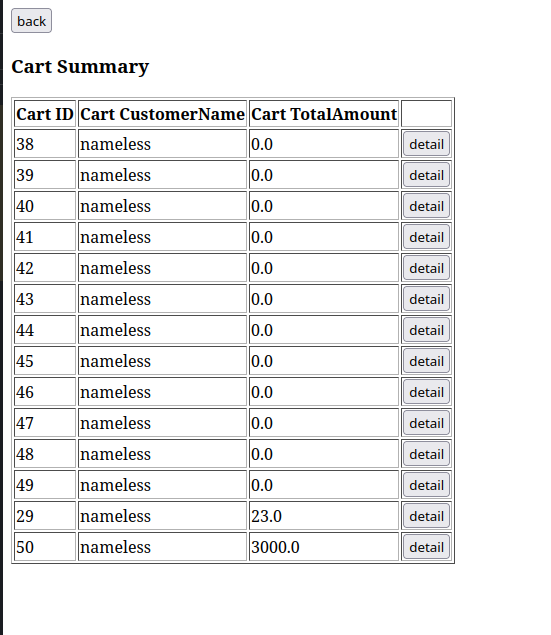 back
Cart Summary
Cart ID Cart CustomerName Cart TotalAmount
38 nameless 0.0 detail
39 nameless 0.0 detail
40 nameless 0.0 detail
41 nameless 0.0 detail
42 nameless 0.0 detail
43 nameless 0.0 detail
44 nameless 0.0 detail
45 nameless 0.0 detail
46 nameless 0.0 detail
47 nameless 0.0 detail
48 nameless 0.0 detail
49 nameless 0.0 detail
29 nameless 23.0 detail
50 nameless 3000.0 detail